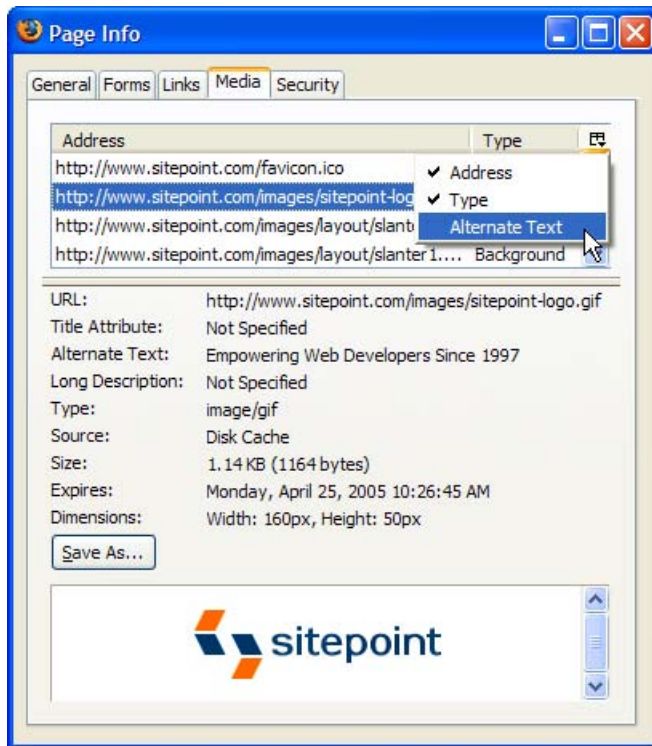 Page Info
General Forms Links Media Security
Address Type
http://www.sitepoint.com/favicon.ico
✔ Address
http://www.sitepoint.com/images/sitepoint-log
✔ Type
http://www.sitepoint.com/images/layout/slant
Alternate Text
http://www.sitepoint.com/images/layout/slanter1.... Background
URL: http://www.sitepoint.com/images/sitepoint-logo.gif
Title Attribute: Not Specified
Alternate Text: Empowering Web Developers Since 1997
Long Description: Not Specified
Type: image/gif
Source: Disk Cache
Size: 1.14 KB (1164 bytes)
Expires: Monday, April 25, 2005 10:26:45 AM
Dimensions: Width: 160px, Height: 50px
Save As...
sitepoint